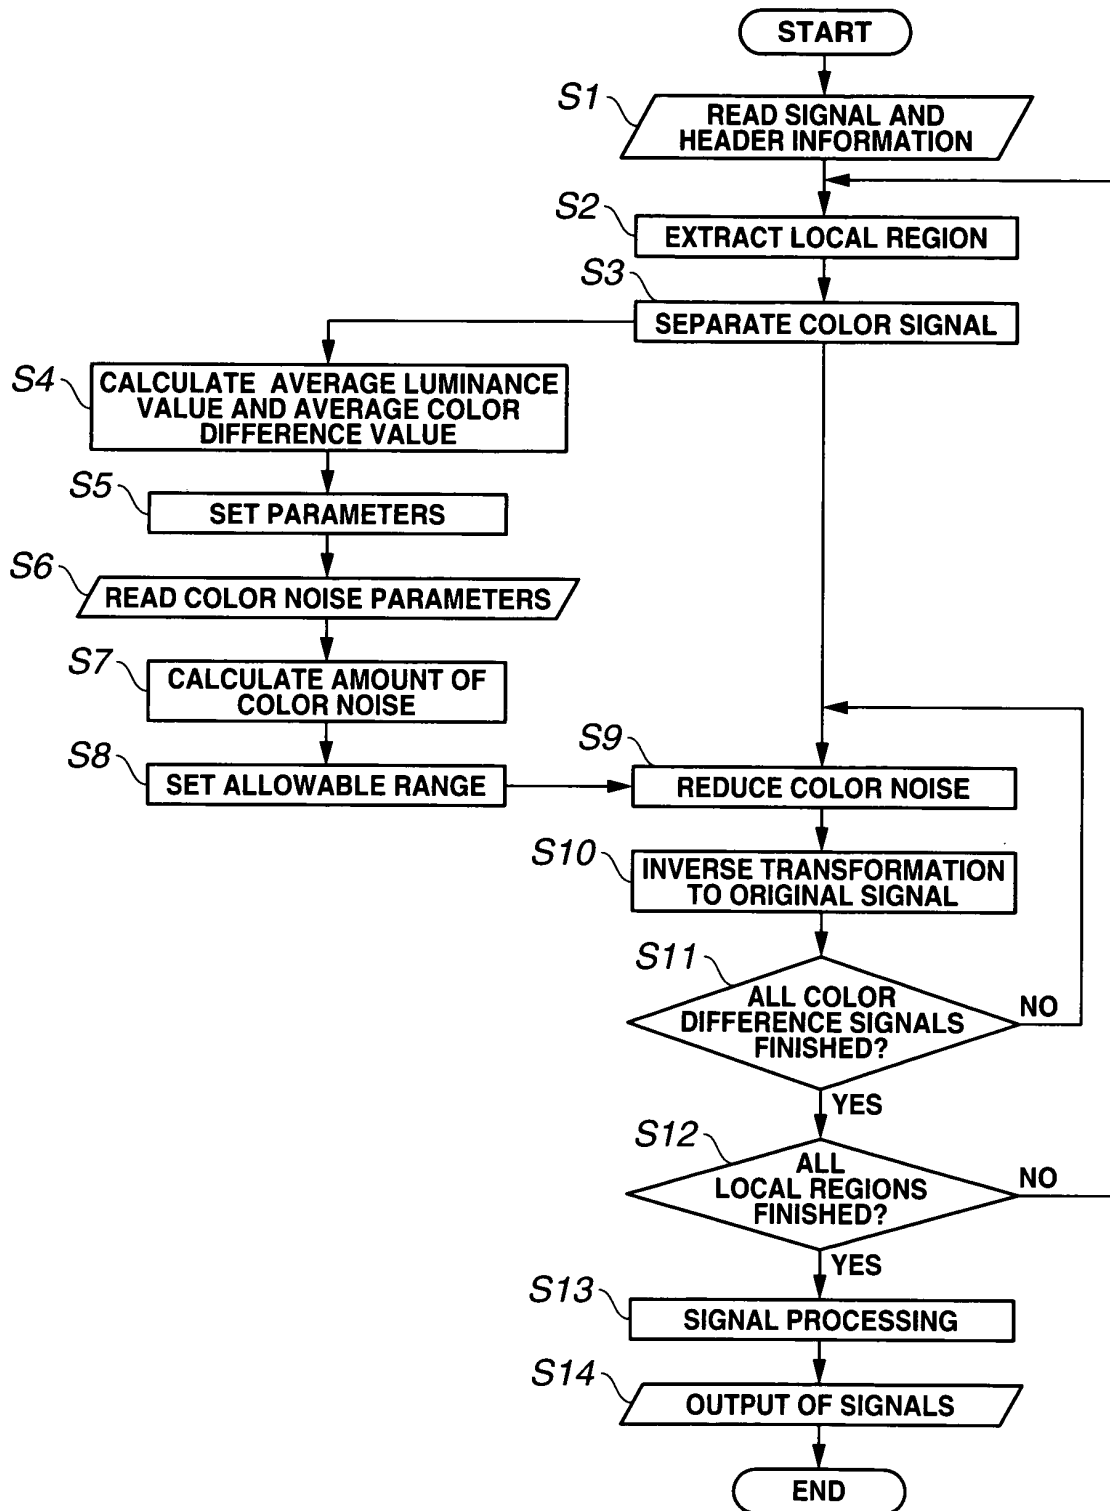 START
S1
READ SIGNAL AND
HEADER INFORMATION
S2
EXTRACT LOCAL REGION
S3
SEPARATE COLOR SIGNAL
S4
CALCULATE AVERAGE LUMINANCE
VALUE AND AVERAGE COLOR
DIFFERENCE VALUE
S5
SET PARAMETERS
S6
READ COLOR NOISE PARAMETERS
S7
CALCULATE AMOUNT OF
COLOR NOISE
S8
SET ALLOWABLE RANGE
S9
REDUCE COLOR NOISE
S10
INVERSE TRANSFORMATION
TO ORIGINAL SIGNAL
S11
ALL COLOR
DIFFERENCE SIGNALS
FINISHED?
NO
YES
S12
ALL
LOCAL REGIONS
FINISHED?
NO
YES
S13
SIGNAL PROCESSING
S14
OUTPUT OF SIGNALS
END